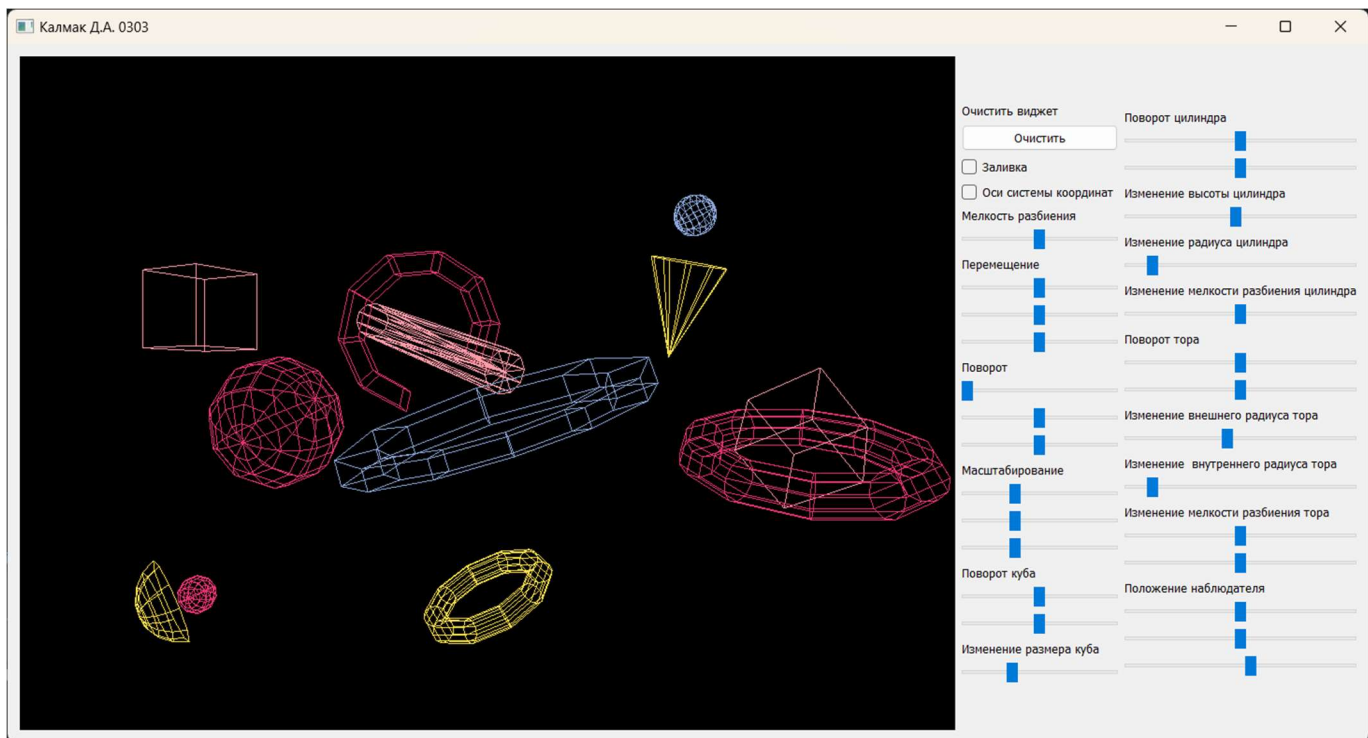 Калмак Д.А. 0303
Очистить виджет
Очистить
Заливка
Оси системы координат
Мелкость разбиения
Перемещение
Поворот
Масштабирование
Поворот куба
Изменение размера куба
Поворот цилиндра
Изменение высоты цилиндра
Изменение радиуса цилиндра
Изменение мелкости разбиения цилиндра
Поворот тора
Изменение внешнего радиуса тора
Изменение  внутреннего радиуса тора
Изменение мелкости разбиения тора
Положение наблюдателя